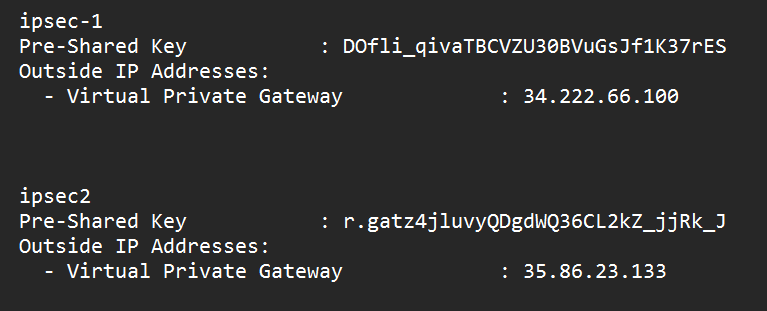 ipsec-1
Pre-Shared Key : DOfli_qivaTBCVZU30BVuGsJf1K37rES
Outside IP Addresses:
- Virtual Private Gateway : 34.222.66.100
ipsec2
Pre-Shared Key : r.gatz4jluvyQDgdWQ36CL2kZ_jjRk_J
Outside IP Addresses:
- Virtual Private Gateway : 35.86.23.133